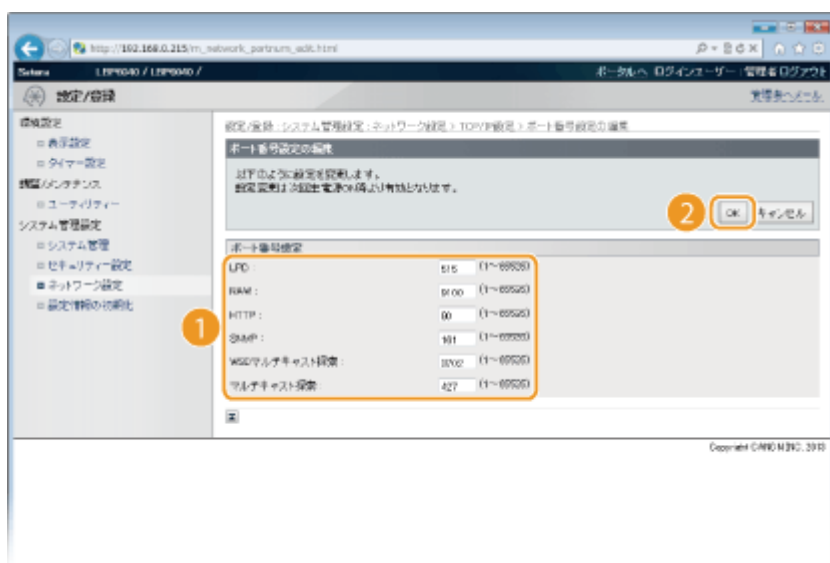 http://192.168.0.215/m_network_portnum_edit.html
Satera LBP9040 / LBP9040 /
ポータルへ ログインユーザー: 管理者 ログアウト
設定/登録
管理者へメール
環境設定
表示設定
タイマー設定
調整/メンテナンス
ユーティリティー
システム管理設定
システム管理
セキュリティー設定
ネットワーク設定
設定情報の初期化
設定/登録 : システム管理設定 : ネットワーク設定 > TCP/IP設定 > ポート番号設定の編集
ポート番号設定の編集
以下のように設定を変更します。
設定変更は次回主電源ON時より有効となります。
2
OK キャンセル
ポート番号設定
1
LPD : 515 (1～65535)
RAW : 9100 (1～65535)
HTTP : 80 (1～65535)
SNMP : 161 (1～65535)
WSDマルチキャスト探索 : 3702 (1～65535)
マルチキャスト探索 : 427 (1～65535)
Copyright CANON INC. 2013